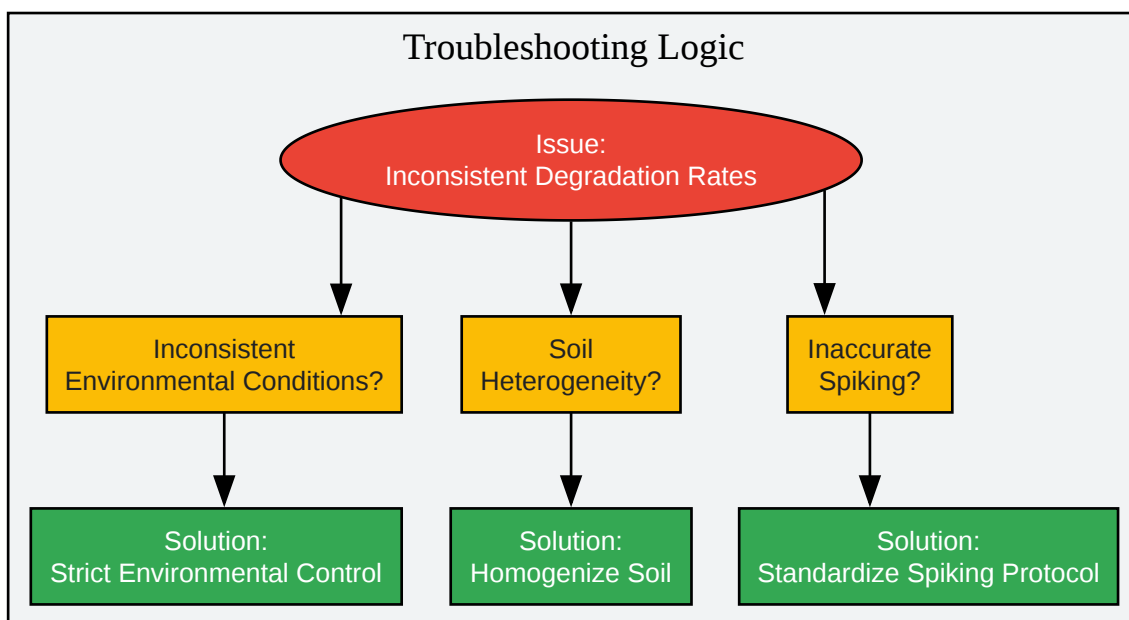 Troubleshooting Logic
Issue:
Inconsistent Degradation Rates
Inconsistent
Environmental Conditions?
Soil
Heterogeneity?
Inaccurate
Spiking?
Solution:
Strict Environmental Control
Solution:
Homogenize Soil
Solution:
Standardize Spiking Protocol